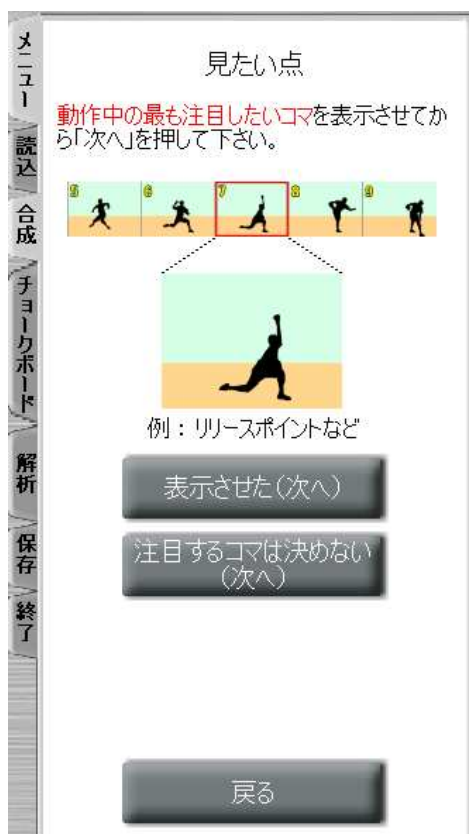 メニュー
読込
合成
チョークボード
解析
保存
終了
見たい点
動作中の最も注目したいコマを表示させてか
ら「次へ」を押して下さい。
5 6 7 8 9
例：リリースポイントなど
表示させた(次へ)
注目するコマは決めない
(次へ)
戻る